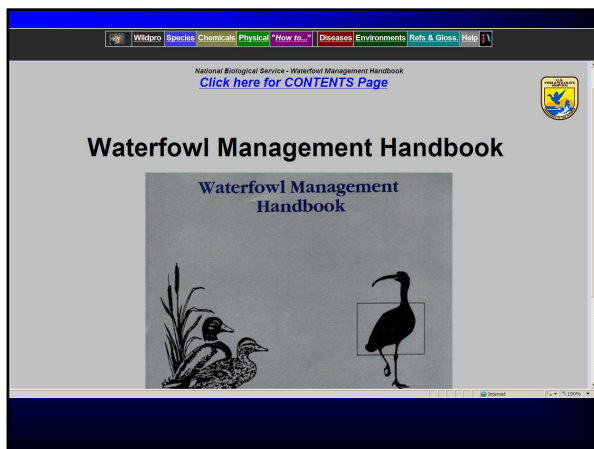 Wildpro Species Chemicals Physical "How to..." Diseases Environments Refs & Gloss. Help
National Biological Service - Waterfowl Management Handbook
Click here for CONTENTS Page
Waterfowl Management Handbook
Waterfowl Management
Handbook
Internet 150%